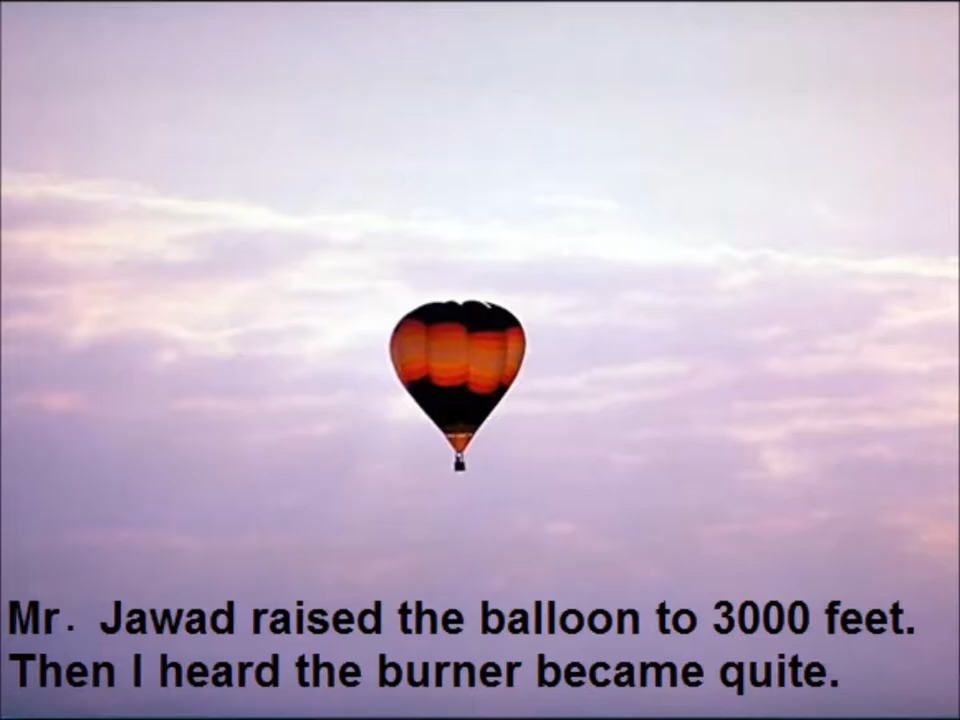 Mr. Jawad raised the balloon to 3000 feet.
Then I heard the burner became quite.